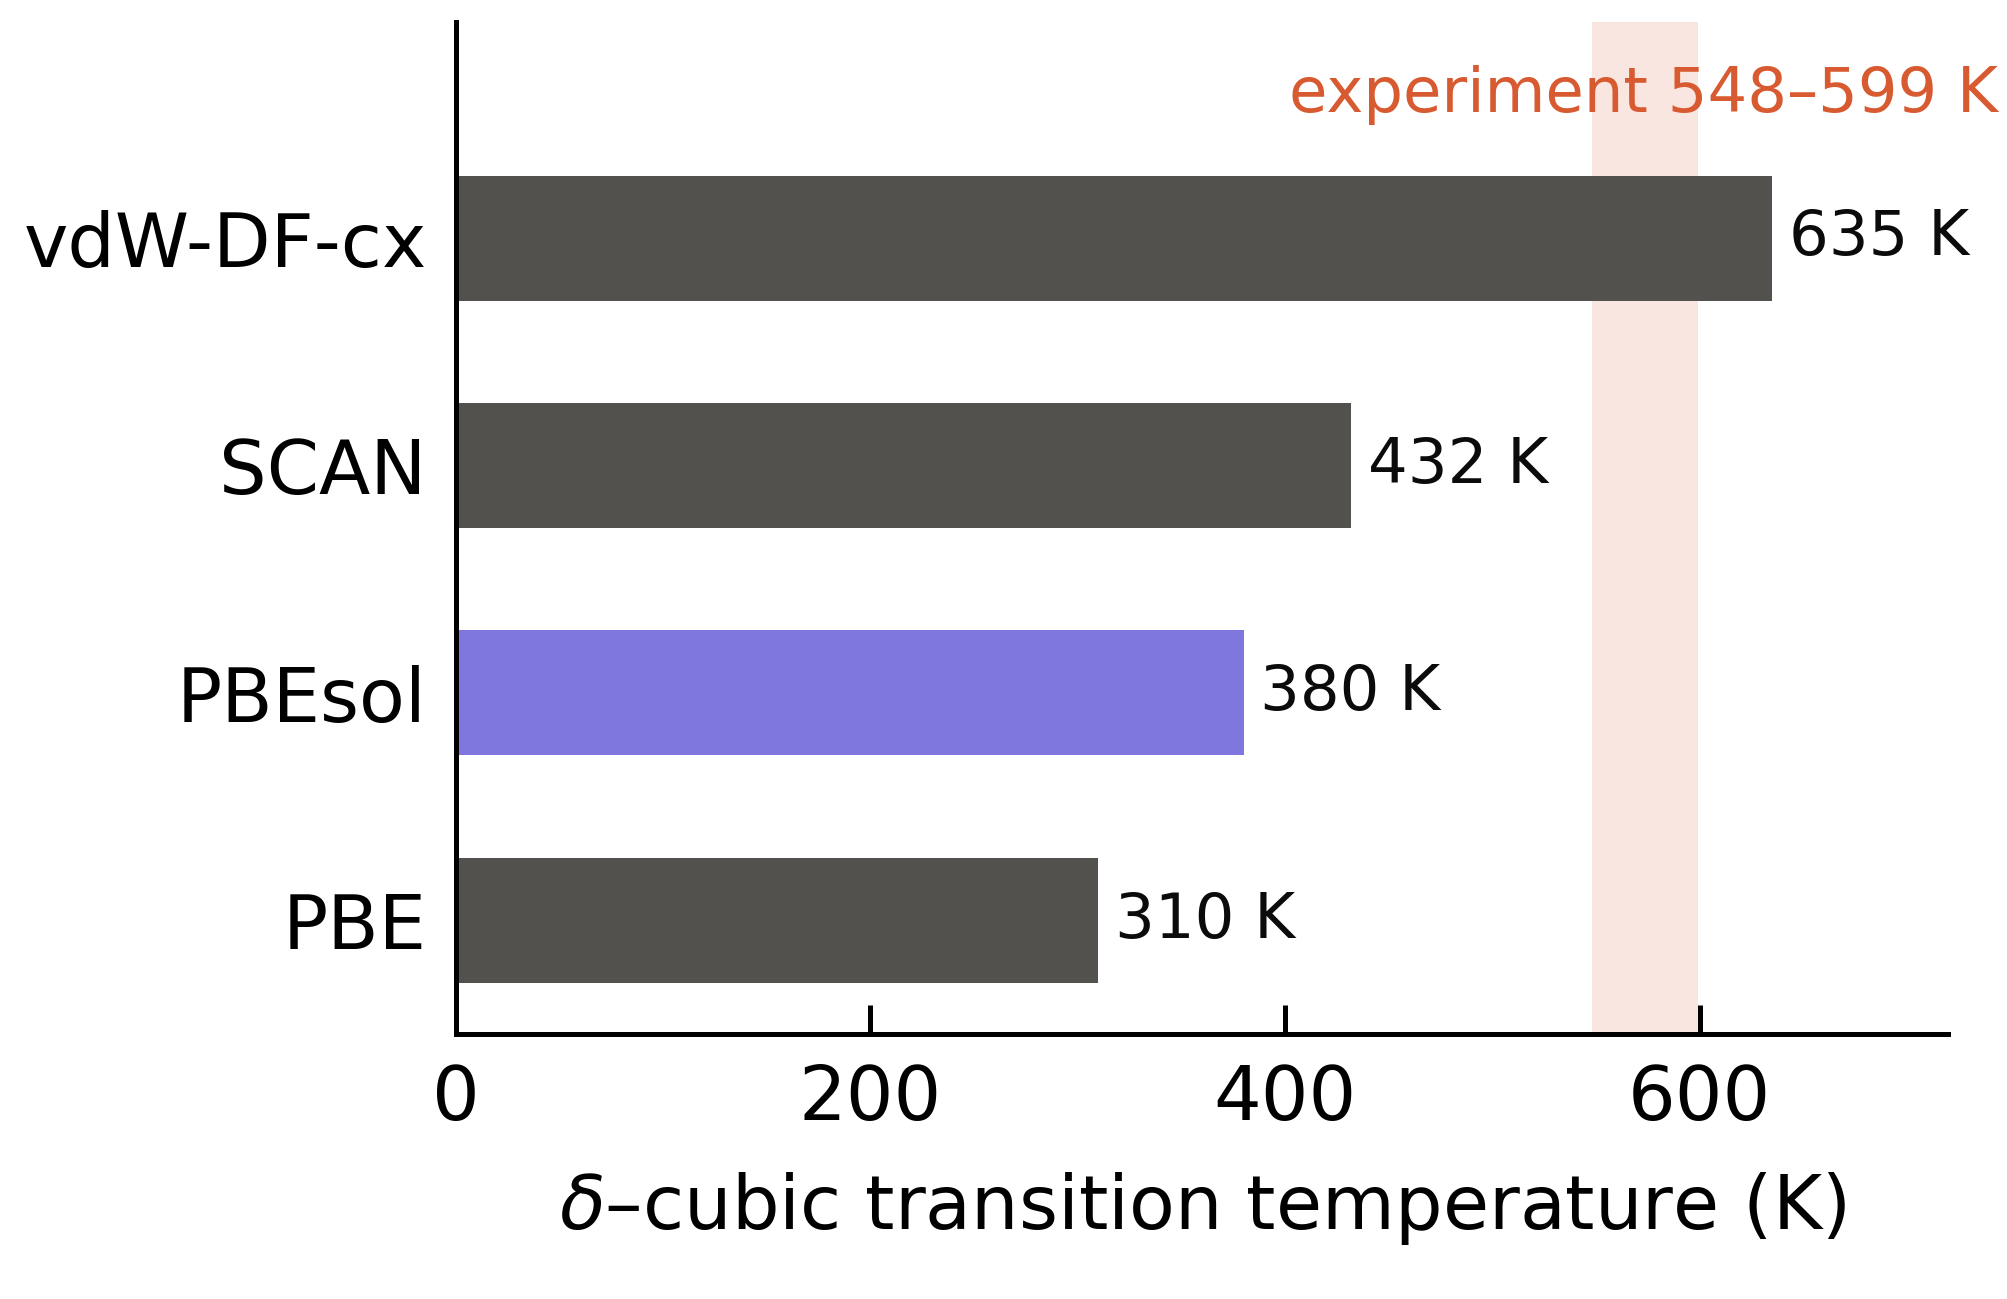 experiment 548–599 K
vdW-DF-cx 635 K
SCAN 432 K
PBEsol 380 K
PBE 310 K
0 200 400 600
δ–cubic transition temperature (K)